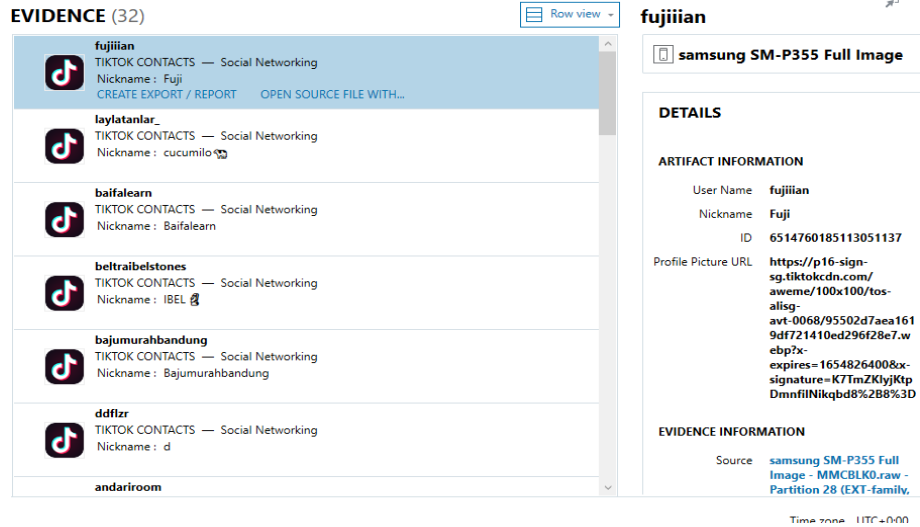 EVIDENCE (32)
Row view
fujiiian
TIKTOK CONTACTS — Social Networking
Nickname : Fuji
CREATE EXPORT / REPORT OPEN SOURCE FILE WITH...
laylatanlar_
TIKTOK CONTACTS — Social Networking
Nickname : cucumilo🐄
baifalearn
TIKTOK CONTACTS — Social Networking
Nickname : Baifalearn
beltraibelstones
TIKTOK CONTACTS — Social Networking
Nickname : IBEL
bajumurahbandung
TIKTOK CONTACTS — Social Networking
Nickname : Bajumurahbandung
ddflzr
TIKTOK CONTACTS — Social Networking
Nickname : d
andariroom
fujiiian
samsung SM-P355 Full Image
DETAILS
ARTIFACT INFORMATION
User Name fujiiian
Nickname Fuji
ID 6514760185113051137
Profile Picture URL https://p16-sign-
sg.tiktokcdn.com/
aweme/100x100/tos-
alisg-
avt-0068/95502d7aea161
9df721410ed296f28e7.w
ebp?x-
expires=1654826400&x-
signature=K7TmZKlyjKtp
DmnfilNikqbd8%2B8%3D
EVIDENCE INFORMATION
Source samsung SM-P355 Full
Image - MMCBLK0.raw -
Partition 28 (EXT-family,
Time zone UTC+0:00